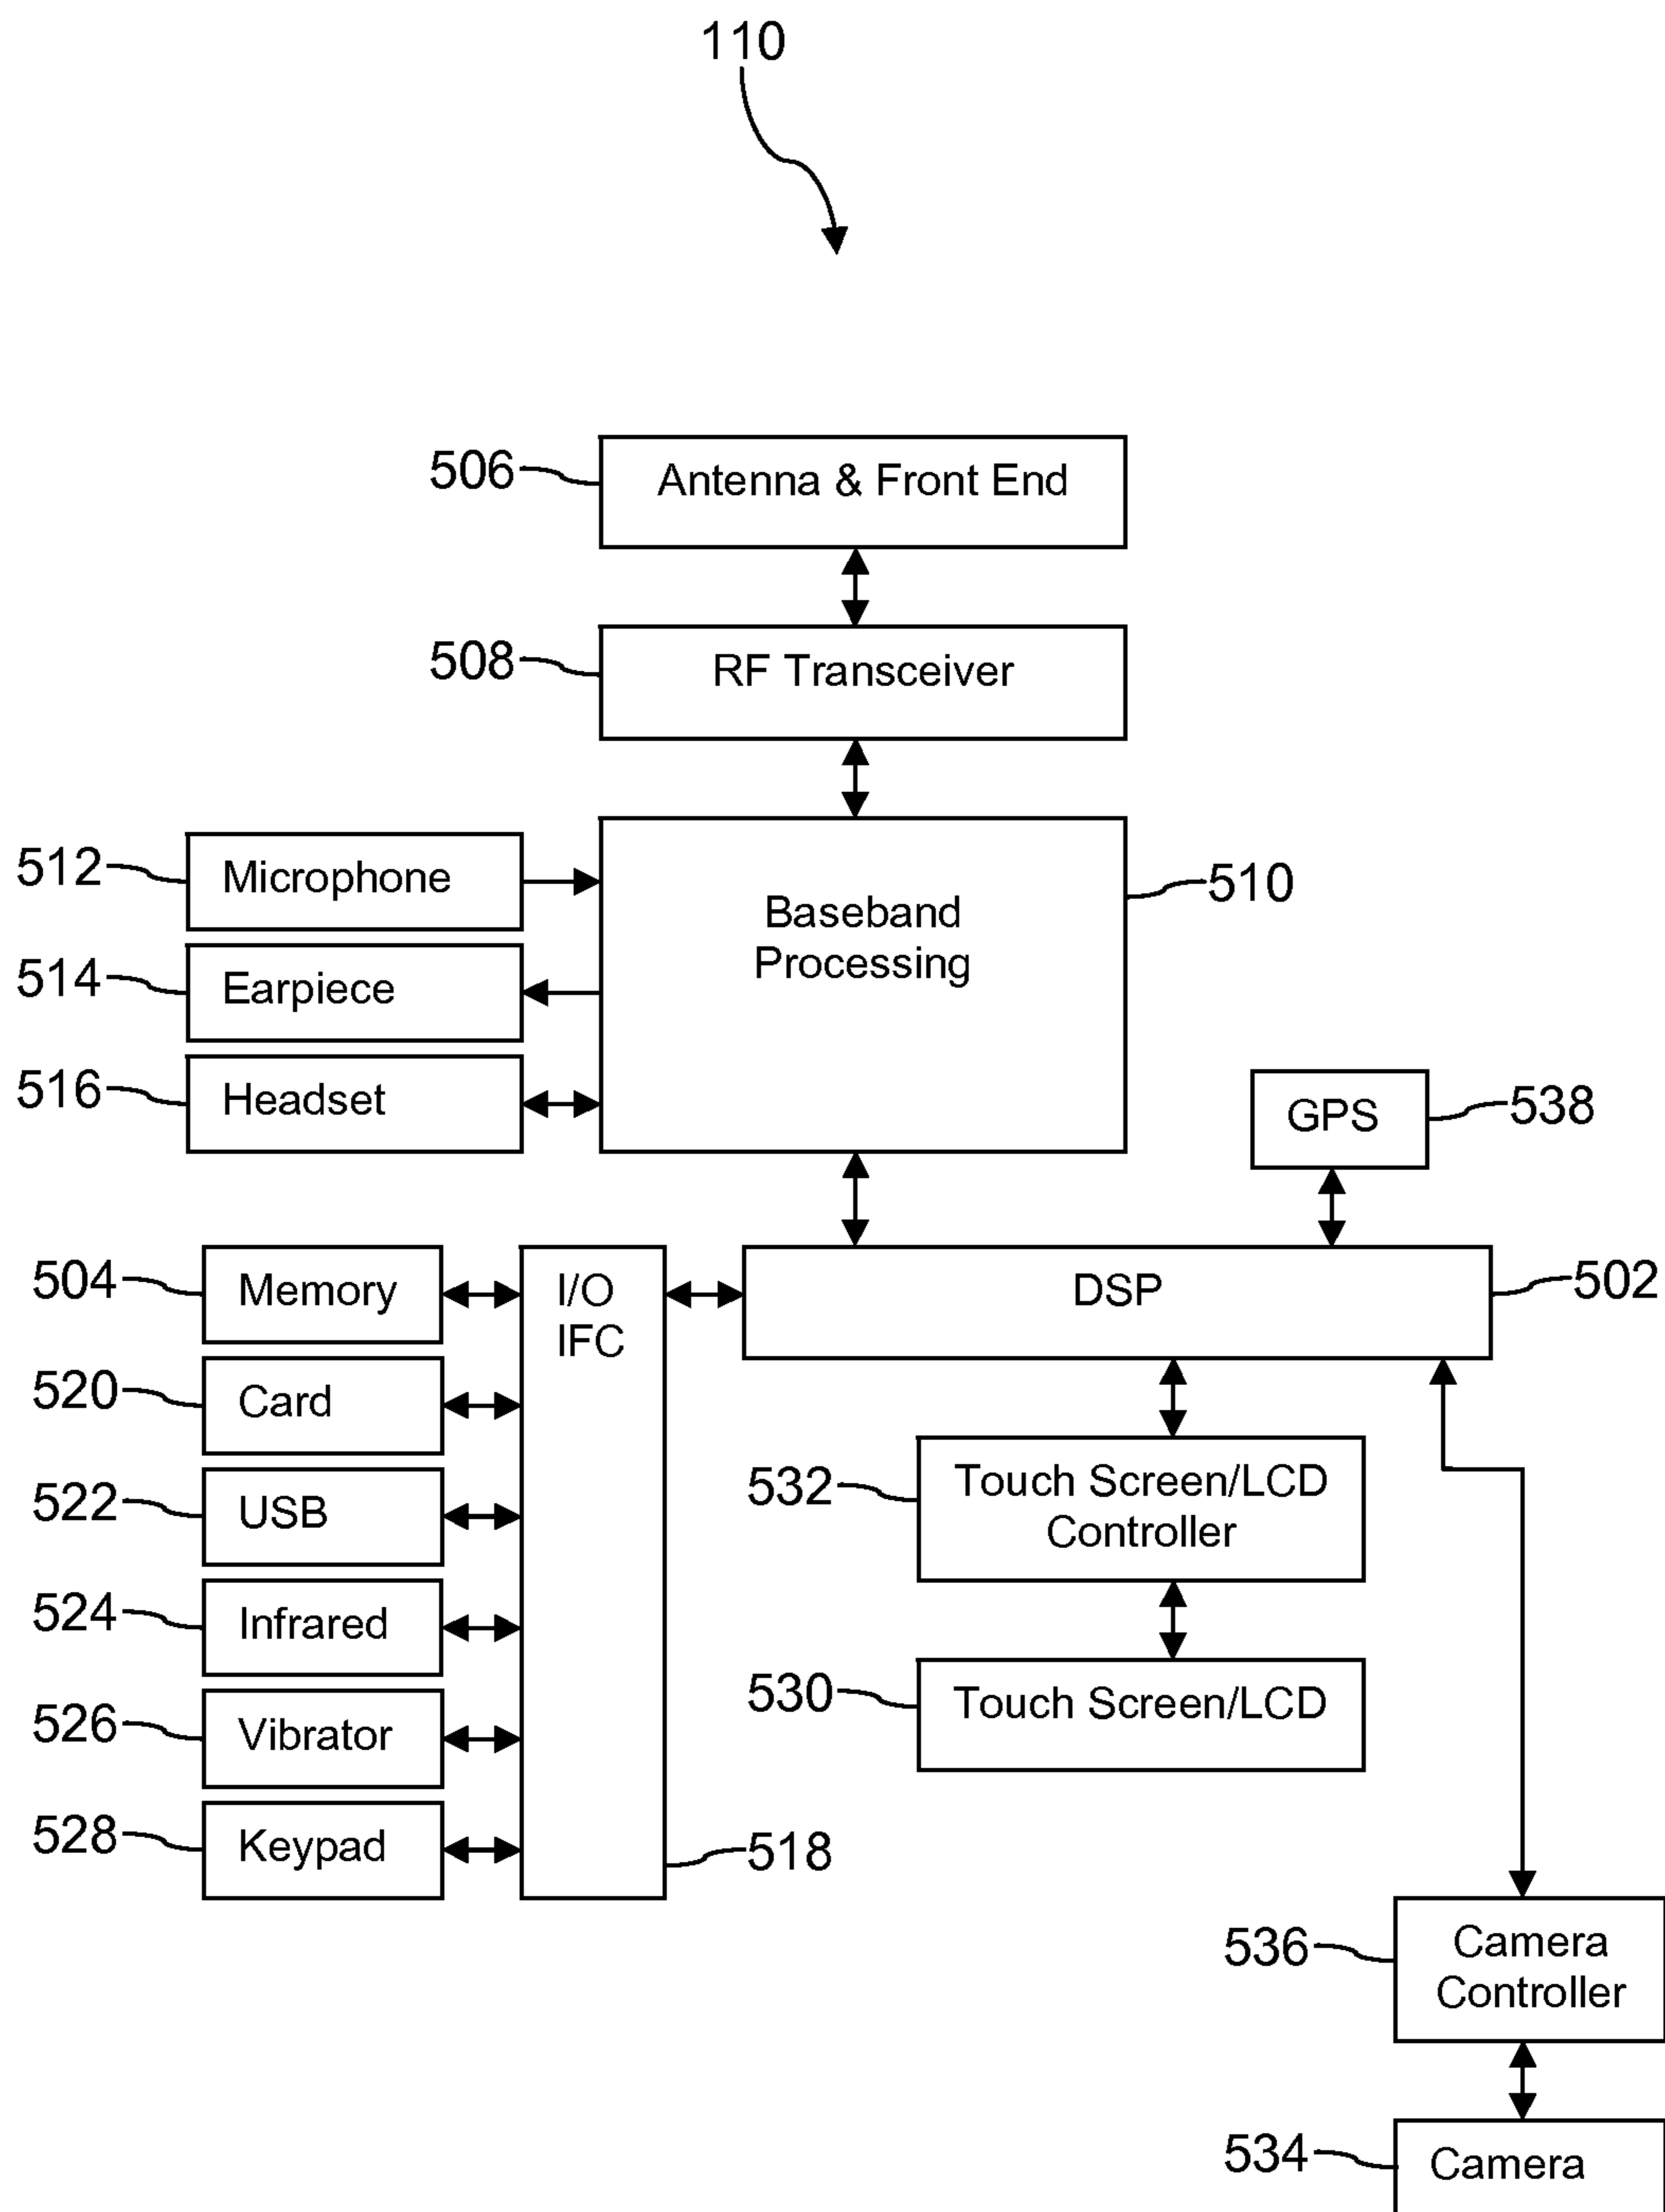 110
506
Antenna & Front End
508
RF Transceiver
512
Microphone
Baseband
Processing
510
514
Earpiece
516
Headset
GPS
538
504
Memory
I/O
IFC
DSP
502
520
Card
522
USB
532
Touch Screen/LCD
Controller
524
Infrared
530
Touch Screen/LCD
526
Vibrator
528
Keypad
518
536
Camera
Controller
534
Camera